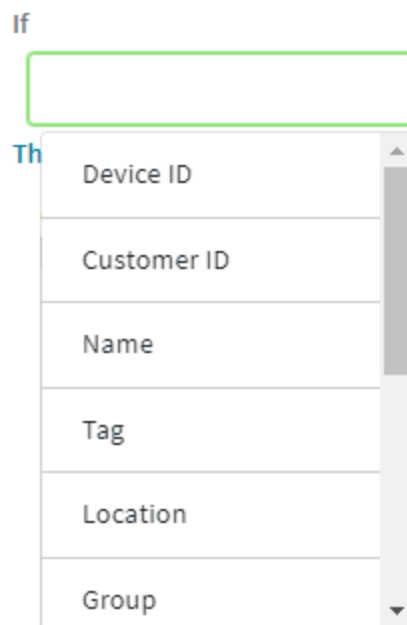 If
Th
Device ID
Customer ID
Name
Tag
Location
Group